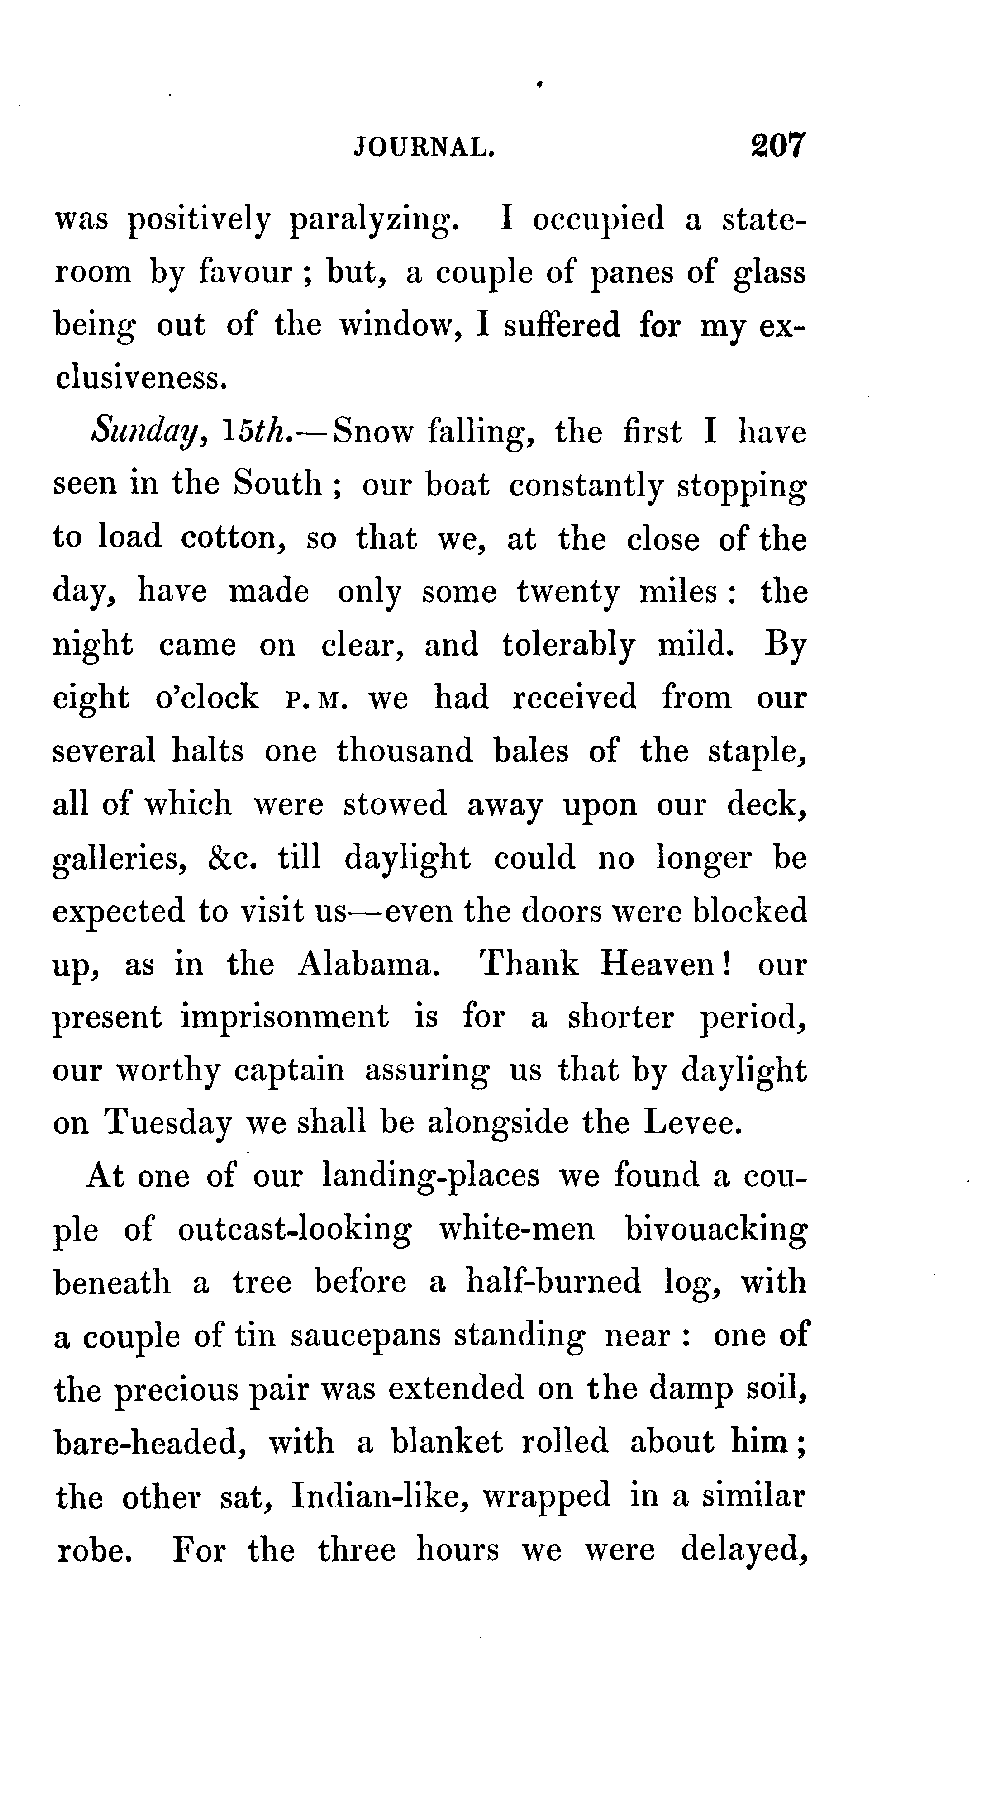 JOURNAL. 207
was positively paralyzing. I occupied a state-
room by favour ; but, a couple of panes of glass
being out of the window, I suffered for my ex-
clusiveness.
Sunday, 15th.—Snow falling, the first I have
seen in the South ; our boat constantly stopping
to load cotton, so that we, at the close of the
day, have made only some twenty miles : the
night came on clear, and tolerably mild. By
eight o'clock P. M. we had received from our
several halts one thousand bales of the staple,
all of which were stowed away upon our deck,
galleries, &c. till daylight could no longer be
expected to visit us—even the doors were blocked
up, as in the Alabama. Thank Heaven! our
present imprisonment is for a shorter period,
our worthy captain assuring us that by daylight
on Tuesday we shall be alongside the Levee.
At one of our landing-places we found a cou-
ple of outcast-looking white-men bivouacking
beneath a tree before a half-burned log, with
a couple of tin saucepans standing near : one of
the precious pair was extended on the damp soil,
bare-headed, with a blanket rolled about him ;
the other sat, Indian-like, wrapped in a similar
robe. For the three hours we were delayed,